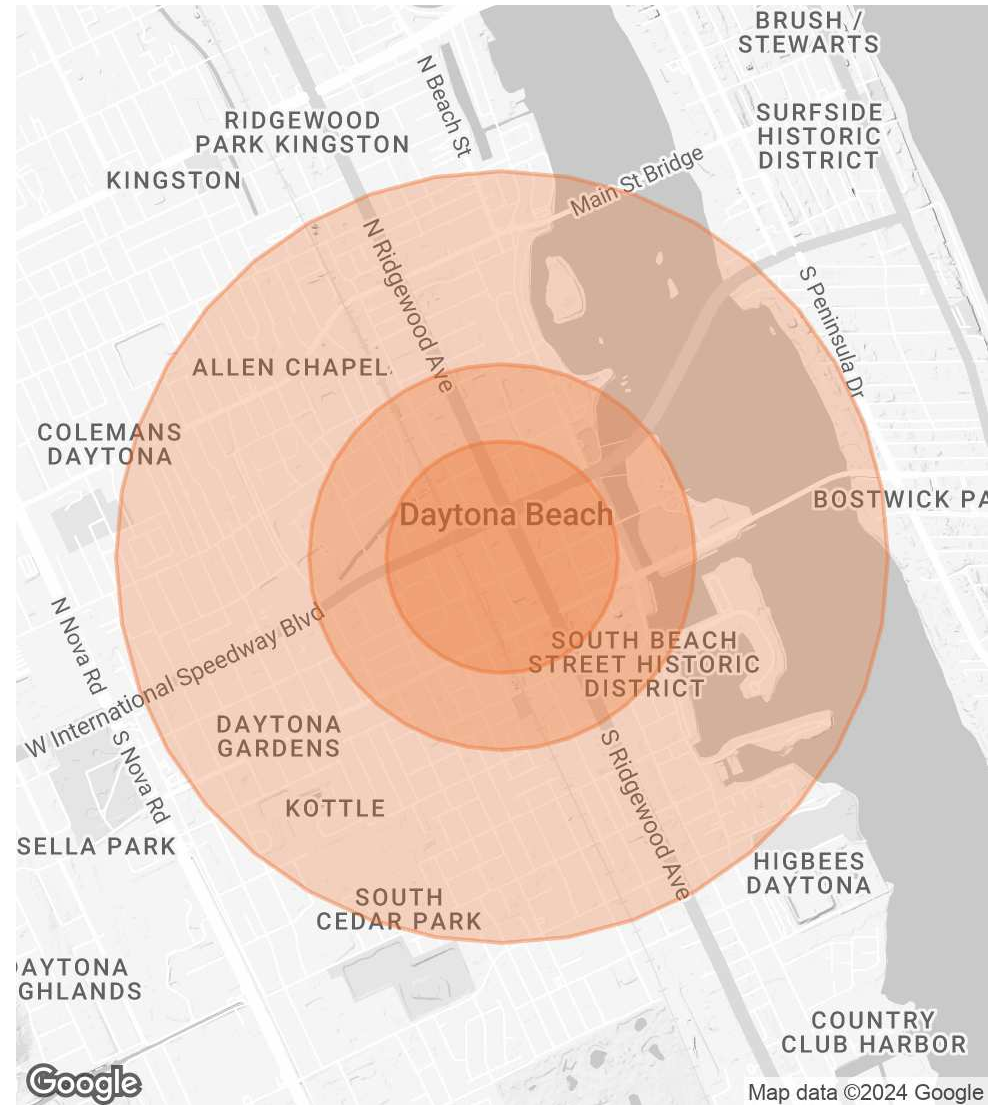 BRUSH /
STEWARTS
N Beach St
RIDGEWOOD
PARK KINGSTON
SURFSIDE
HISTORIC
DISTRICT
KINGSTON
Main St Bridge
N Ridgewood Ave
S Peninsula Dr
ALLEN CHAPEL
COLEMANS
DAYTONA
BOSTWICK PA
Daytona Beach
N Nova Rd
W International Speedway Blvd
SOUTH BEACH
STREET HISTORIC
DISTRICT
DAYTONA
GARDENS
S Nova Rd
S Ridgewood Ave
KOTTLE
SELLA PARK
HIGBEES
DAYTONA
SOUTH
CEDAR PARK
DAYTONA
GHLANDS
COUNTRY
CLUB HARBOR
Google
Map data ©2024 Google